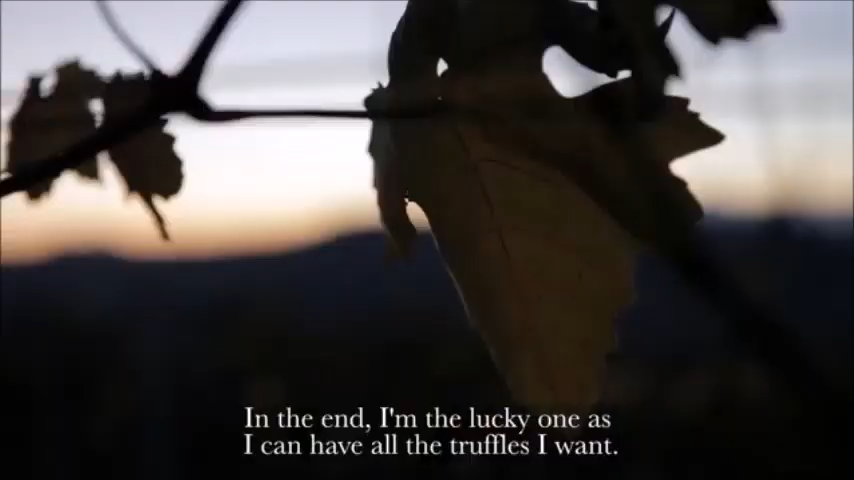 In the end, I'm the lucky one as
I can have all the truffles I want.